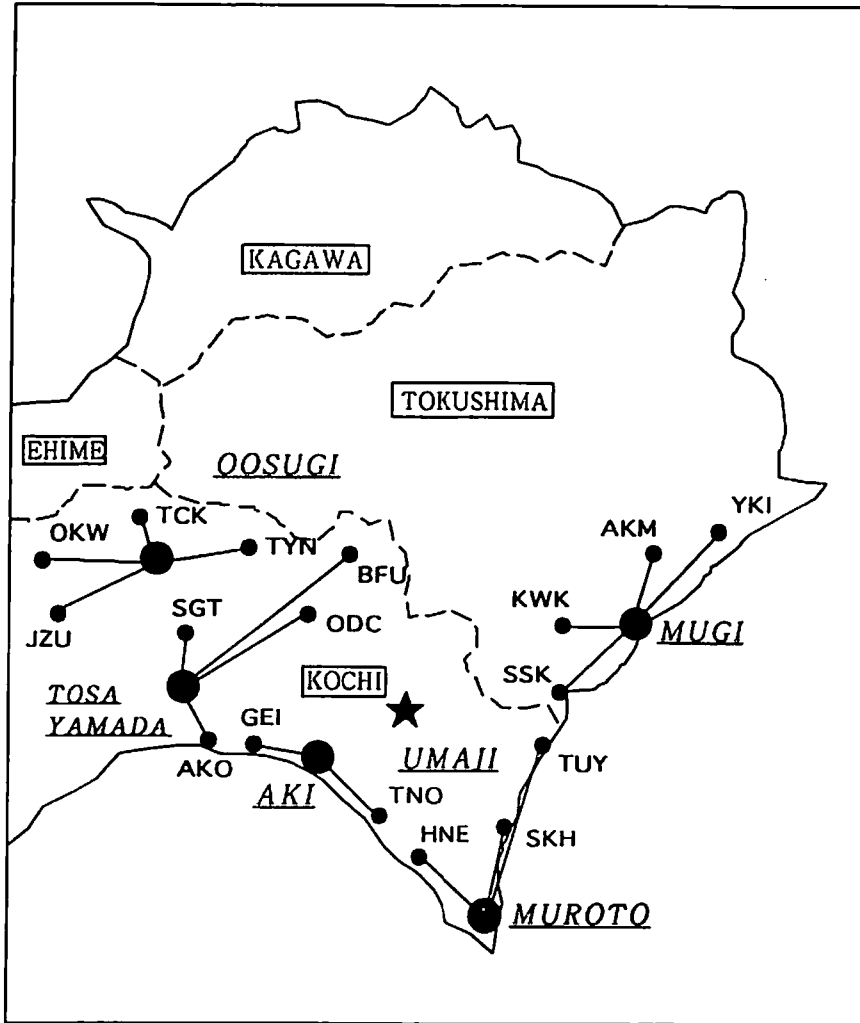 KAGAWA
TOKUSHIMA
EHIME
OOSUGI
TCK
OKW
TYN
YKI
AKM
BFU
SGT
ODC
KWK
JZU
MUGI
KOCHI
SSK
TOSA
YAMADA
GEI
UMAJI
TUY
AKO
AKI
TNO
HNE
SKH
MUROTO